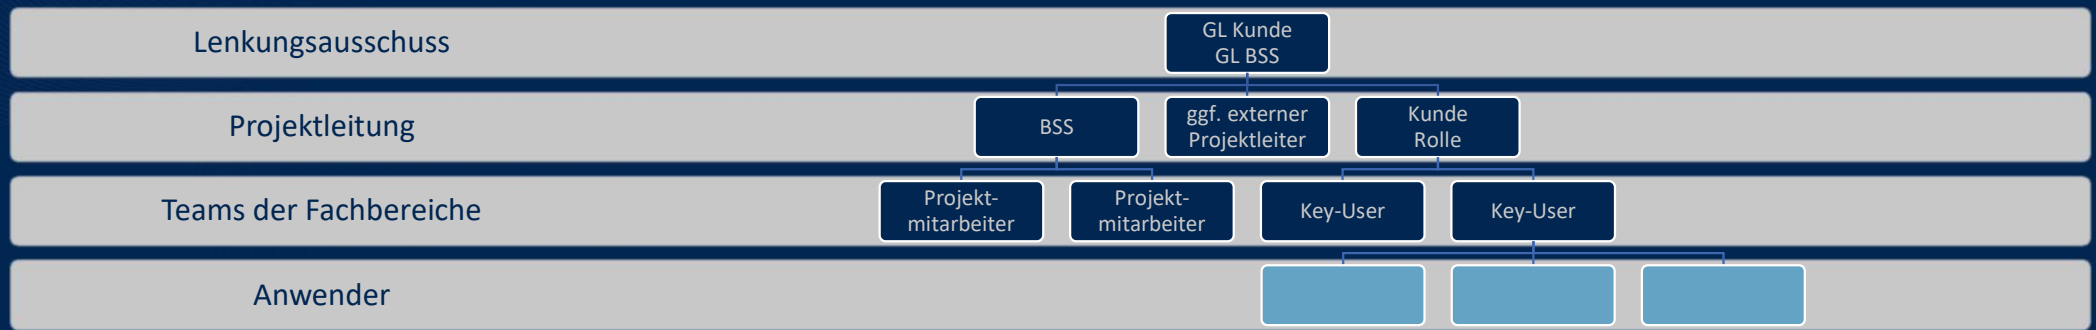 Lenkungsausschuss
GL Kunde
GL BSS
Projektleitung
BSS
ggf. externer
Projektleiter
Kunde
Rolle
Teams der Fachbereiche
Projekt-
mitarbeiter
Projekt-
mitarbeiter
Key-User
Key-User
Anwender